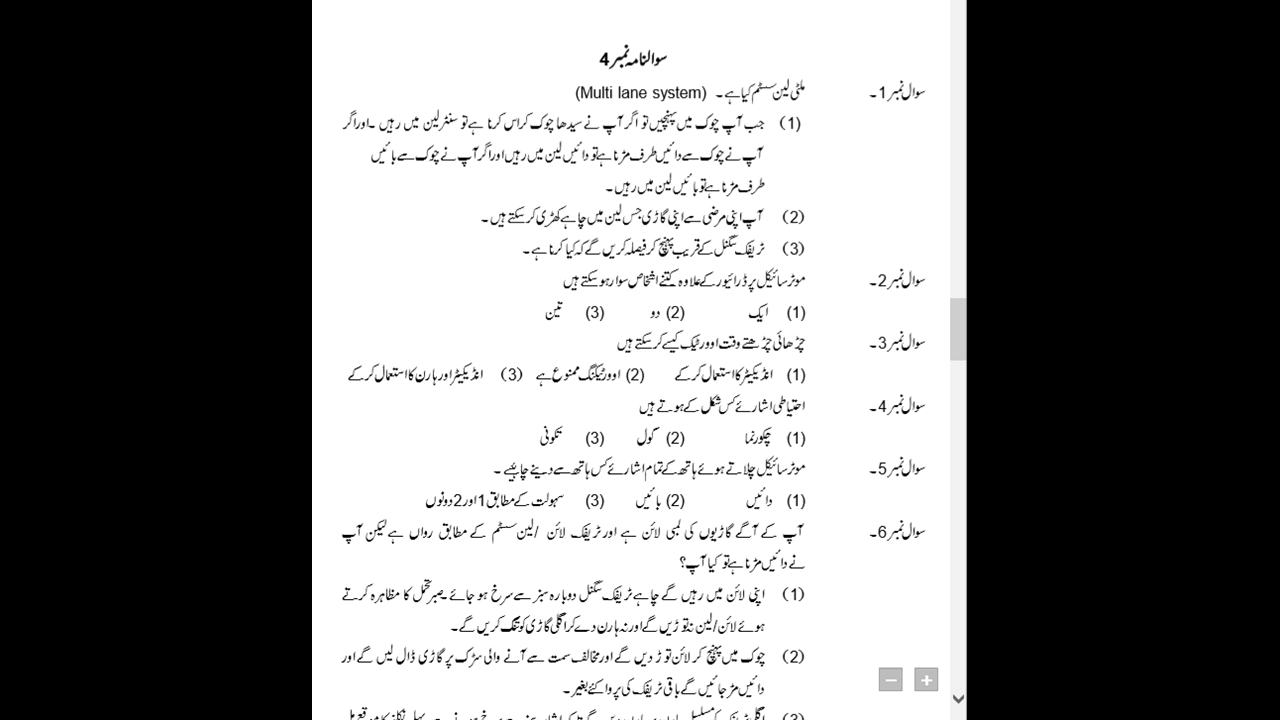 سوالنامہ نمبر 4
سوال نمبر 1۔ ملٹی لین سسٹم کیا ہے۔ (Multi lane system)
(1) جب آپ چوک میں پہنچیں تو اگر آپ نے سیدھا چوک کراس کرنا ہے تو سنٹر لین میں رہیں۔ اور اگر
آپ نے چوک سے دائیں طرف مڑنا ہے تو دائیں لین میں رہیں اور اگر آپ نے چوک سے بائیں
طرف مڑنا ہے تو بائیں لین میں رہیں۔
(2) آپ اپنی مرضی سے اپنی گاڑی جس لین میں چاہے کھڑی کر سکتے ہیں۔
(3) ٹریفک سگنل کے قریب پہنچ کر فیصلہ کریں گے کہ کیا کرنا ہے۔
سوال نمبر 2۔ موٹر سائیکل پر ڈرائیور کے علاوہ کتنے اشخاص سوار ہو سکتے ہیں
(1) ایک (2) دو (3) تین
سوال نمبر 3۔ چڑھائی چڑھتے وقت اوور ٹیک کیسے کر سکتے ہیں
(1) انڈیکیٹر کا استعمال کر کے (2) اوور ٹیکنگ ممنوع ہے (3) انڈیکیٹر اور ہارن کا استعمال کر کے
سوال نمبر 4۔ احتیاطی اشارے کس شکل کے ہوتے ہیں
(1) چکور نما (2) گول (3) تکونی
سوال نمبر 5۔ موٹر سائیکل چلاتے ہوئے ہاتھ کے تمام اشارے کس ہاتھ سے دینے چاہیئے۔
(1) دائیں (2) بائیں (3) سہولت کے مطابق 1 اور 2 دونوں
سوال نمبر 6۔ آپ کے آگے گاڑیوں کی لمبی لائن ہے اور ٹریفک لائن /لین سسٹم کے مطابق رواں ہے لیکن آپ
نے دائیں مڑنا ہے تو کیا آپ؟
(1) اپنی لائن میں رہیں گے چاہے ٹریفک سگنل دوبارہ سبز سے سرخ ہو جائے۔ صبر تحمل کا مظاہرہ کرتے
ہوئے لائن/لین نہ توڑیں گے اور نہ ہارن دے کر اگلی گاڑی کو تنگ کریں گے۔
(2) چوک میں پہنچ کر لائن توڑ دیں گے اور مخالف سمت سے آنے والی سڑک پر گاڑی ڈال لیں گے اور
دائیں مڑ جائیں گے باقی ٹریفک کی پرواکئے بغیر۔
(3)